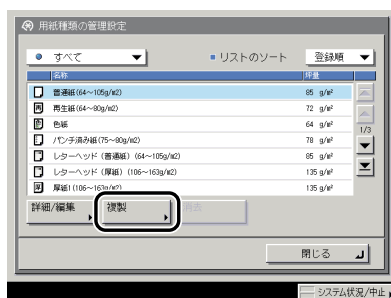 用紙種類の管理設定
すべて ▼ リストのソート 登録順 ▼
名称 坪量
普通紙(64〜105g/m2) 85 g/m²
再生紙(64〜80g/m2) 72 g/m²
色紙 64 g/m²
パンチ済み紙(75〜80g/m2) 78 g/m²
レターヘッド (普通紙) (64〜105g/m2) 85 g/m²
レターヘッド (厚紙) (106〜163g/m2) 135 g/m²
厚紙1(106〜163g/m2) 135 g/m²
1/3
詳細/編集 複製 消去
閉じる
システム状況/中止